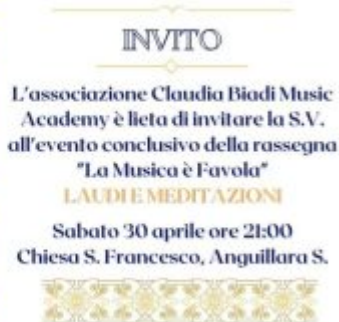 INVITO
L'associazione Claudia Biadi Music
Academy è lieta di invitare la S.V.
all'evento conclusivo della rassegna
"La Musica è Favola"
LAUDI E MEDITAZIONI
Sabato 30 aprile ore 21:00
Chiesa S. Francesco, Anguillara S.